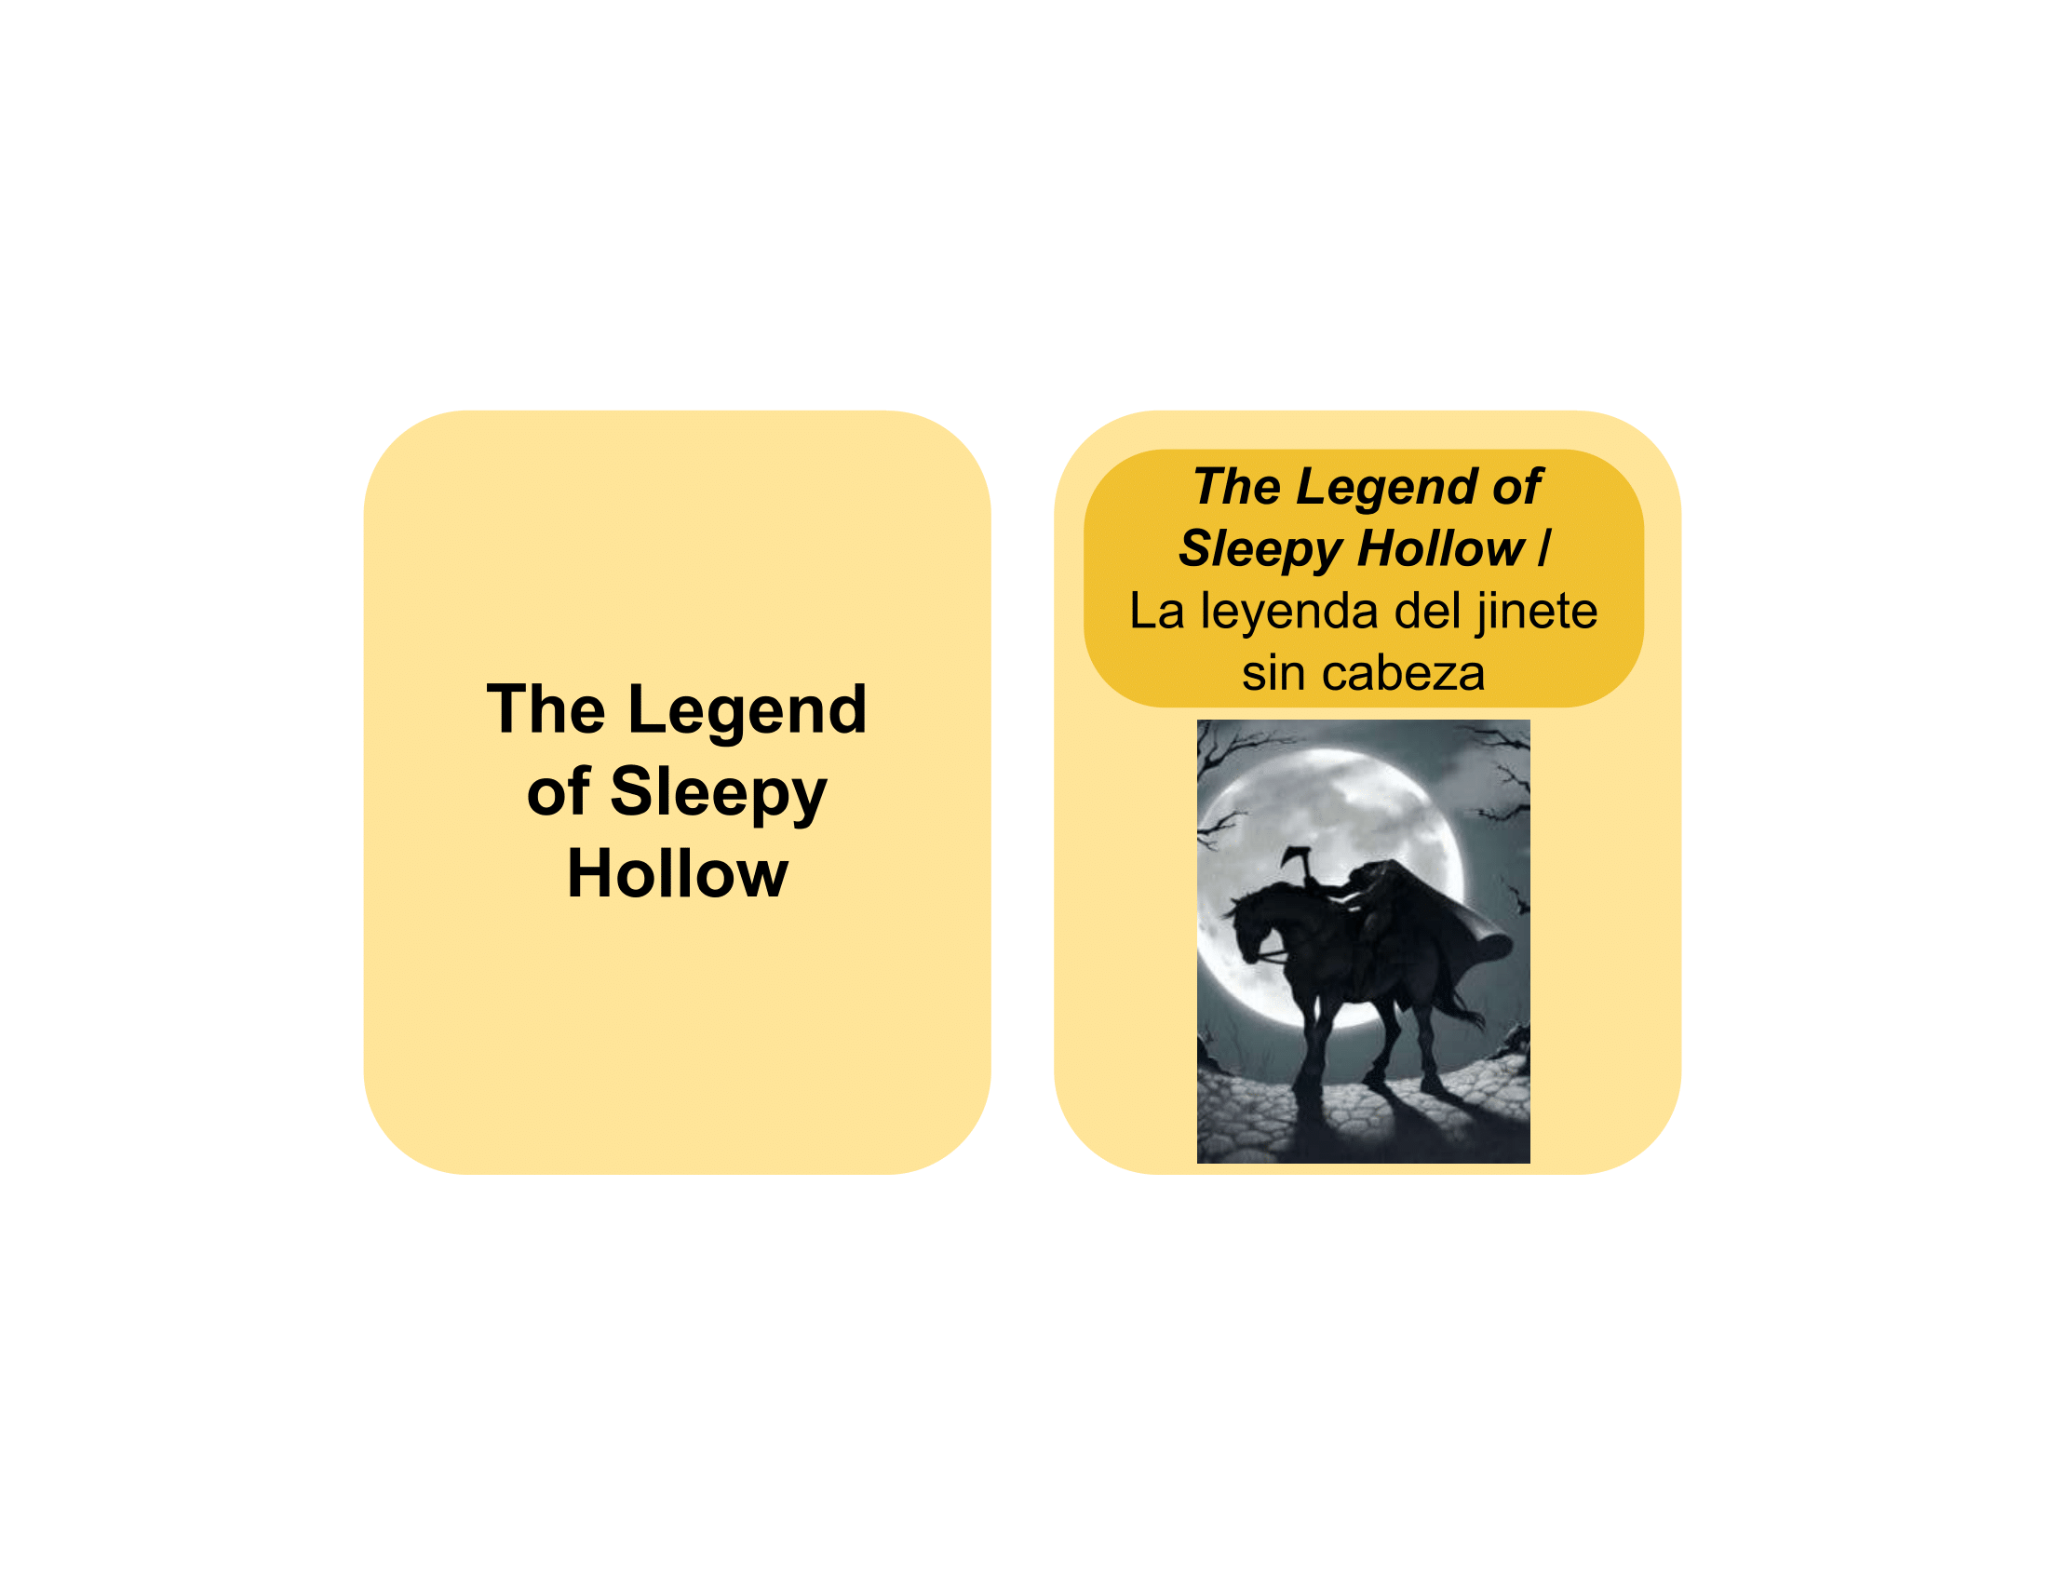 The Legend
of Sleepy
Hollow
The Legend of
Sleepy Hollow /
La leyenda del jinete
sin cabeza